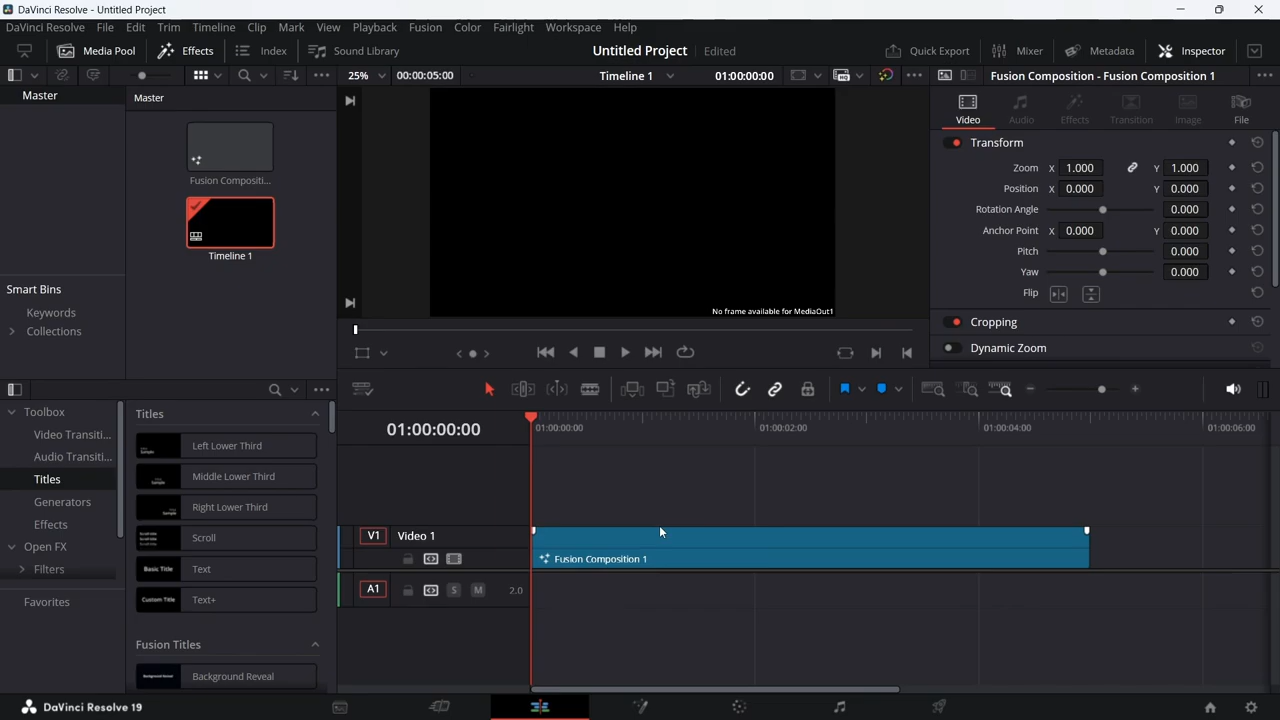 DaVinci Resolve - Untitled Project
DaVinci Resolve File Edit Trim Timeline Clip Mark View Playback Fusion Color Fairlight Workspace Help
Media Pool Effects Index Sound Library Untitled Project Edited Quick Export Mixer Metadata Inspector
25% 00:00:05:00 Timeline 1 01:00:00:00 Fusion Composition - Fusion Composition 1
Master
Master
Fusion Compositi...
Timeline 1
Smart Bins
Keywords
Collections
No frame available for MediaOut1
Video Audio Effects Transition Image File
Transform
Zoom X 1.000 Y 1.000
Position X 0.000 Y 0.000
Rotation Angle 0.000
Anchor Point X 0.000 Y 0.000
Pitch 0.000
Yaw 0.000
Flip
Cropping
Dynamic Zoom
Toolbox
Video Transiti...
Audio Transiti...
Titles
Generators
Effects
Open FX
Filters
Favorites
Titles
Left Lower Third
Middle Lower Third
Right Lower Third
Scroll
Basic Title Text
Custom Title Text+
Fusion Titles
Background Reveal
01:00:00:00 01:00:00:00 01:00:02:00 01:00:04:00 01:00:06:00
V1 Video 1
Fusion Composition 1
A1 S M 2.0
DaVinci Resolve 19